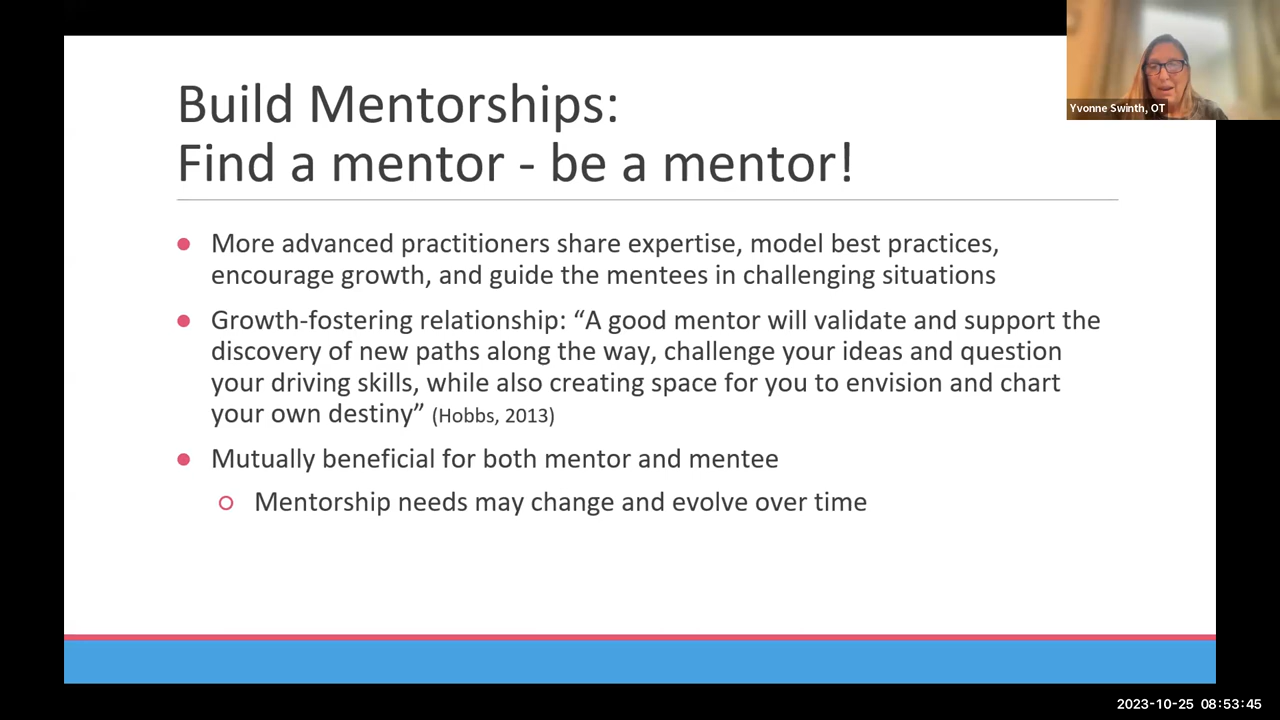 Build Mentorships:
Find a mentor - be a mentor!
Yvonne Swinth, OT
● More advanced practitioners share expertise, model best practices,
encourage growth, and guide the mentees in challenging situations
● Growth-fostering relationship: “A good mentor will validate and support the
discovery of new paths along the way, challenge your ideas and question
your driving skills, while also creating space for you to envision and chart
your own destiny” (Hobbs, 2013)
● Mutually beneficial for both mentor and mentee
○ Mentorship needs may change and evolve over time
2023-10-25 08:53:45